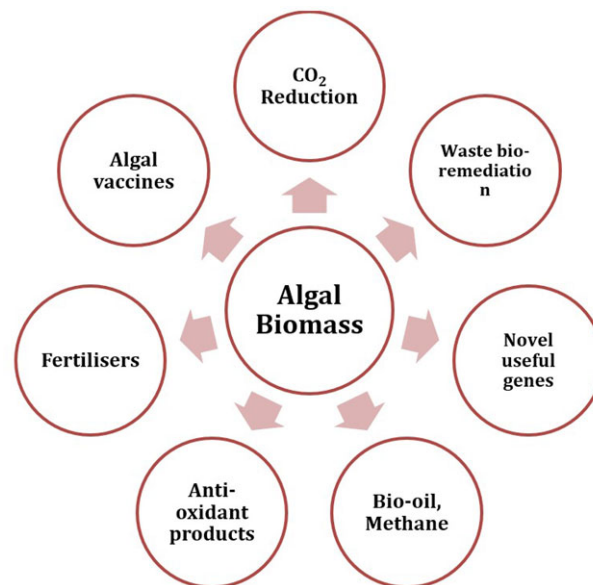 CO₂
Reduction
Waste bio-
remediatio
n
Algal
vaccines
Algal
Biomass
Novel
useful
genes
Fertilisers
Anti-
oxidant
products
Bio-oil,
Methane